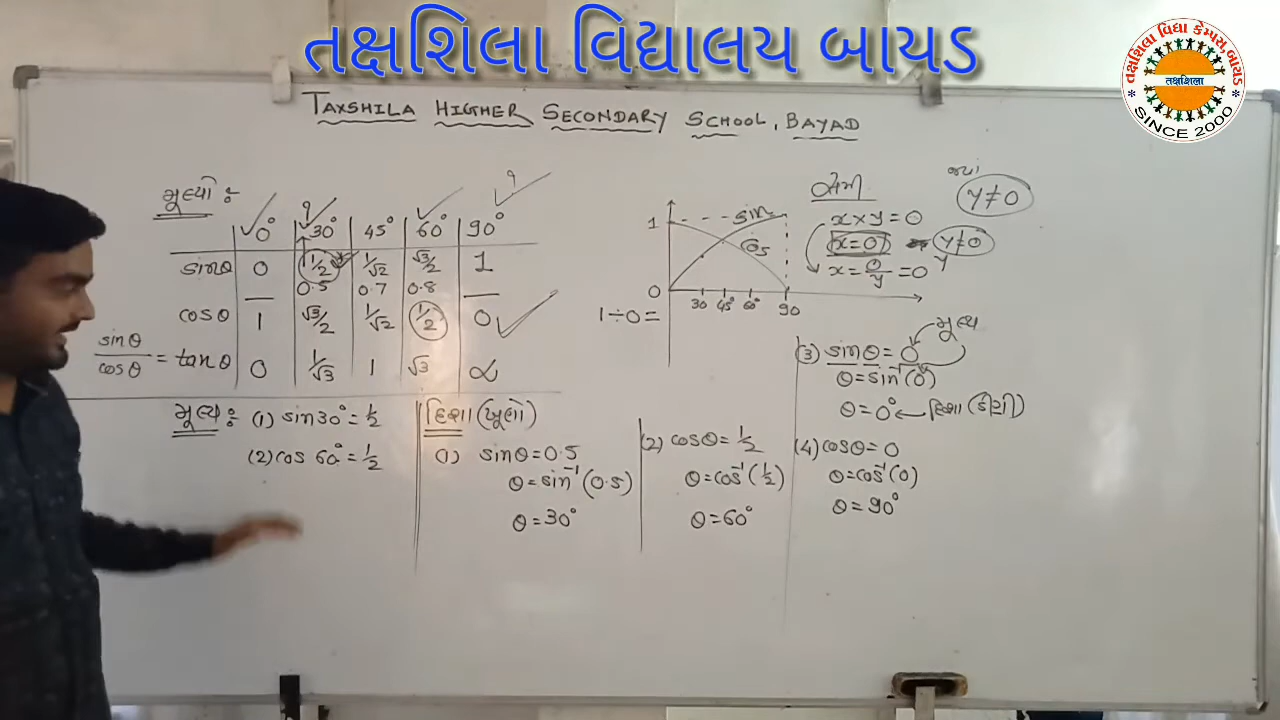 તક્ષશિલા વિદ્યાલય બાયડ
તક્ષશિલા વિદ્યા કેમ્પસ, બાયડ
તક્ષશિલા
* SINCE 2000 *
TAXSHILA HIGHER SECONDARY SCHOOL, BAYAD
મૂલ્યો :
0° 30° 45° 60° 90°
sinθ 0 1/2 1/√2 √3/2 1
0.5 0.7 0.8
cosθ 1 √3/2 1/√2 1/2 0
sinθ/cosθ = tanθ 0 1/√3 1 √3 ∝
1
sin
cos
0
30 45° 60° 90
1÷0=
x×y=0
x=0 y≠0
x=0/y=0
જ્યાં
y≠0
મૂલ્ય : (1) sin30°=1/2
(2) cos 60°=1/2
દિશા (ખૂણો)
(1) sinθ=0.5
θ=sin⁻¹(0.5)
θ=30°
(2) cosθ=1/2
θ=cos⁻¹(1/2)
θ=60°
(3) sinθ=0 મૂલ્ય
θ=sin⁻¹(0)
θ=0° ← દિશા (ડીગ્રી)
(4) cosθ=0
θ=cos⁻¹(0)
θ=90°